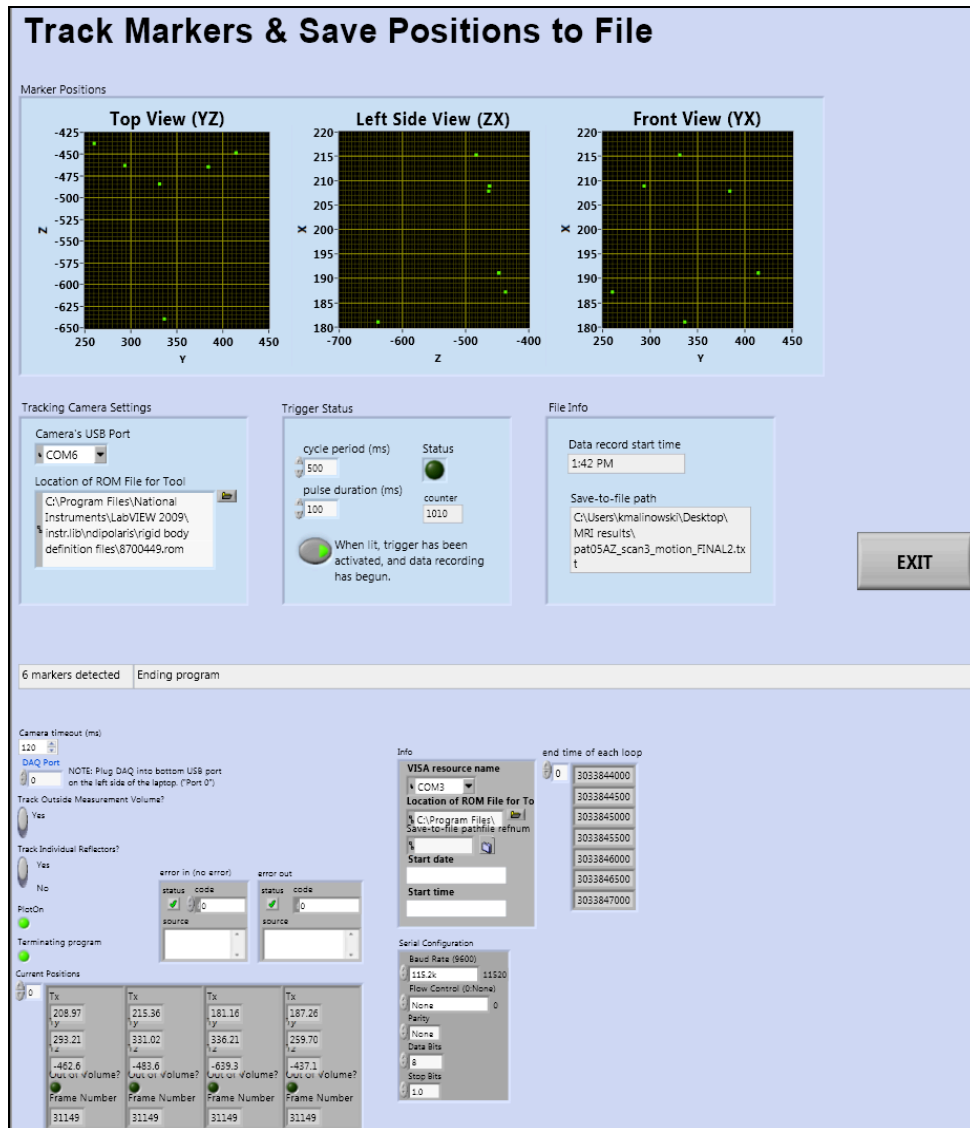 Track Markers & Save Positions to File
Marker Positions
Top View (YZ)
-425
-450
-475
-500
-525
-550
-575
-600
-625
-650
Z
250 300 350 400 450
Y
Left Side View (ZX)
220
215
210
205
200
195
190
185
180
X
-700 -600 -500 -400
Z
Front View (YX)
220
215
210
205
200
195
190
185
180
X
250 300 350 400 450
Y
Tracking Camera Settings
Camera's USB Port
COM6
Location of ROM File for Tool
C:\Program Files\National
Instruments\LabVIEW 2009\
instr.lib\ndipolaris\rigid body
definition files\8700449.rom
Trigger Status
cycle period (ms)
500
Status
pulse duration (ms)
100
counter
1010
When lit, trigger has been
activated, and data recording
has begun.
File Info
Data record start time
1:42 PM
Save-to-file path
C:\Users\kmalinowski\Desktop\
MRI results\
pat05AZ_scan3_motion_FINAL2.tx
t
EXIT
6 markers detected Ending program
Camera timeout (ms)
120
DAQ Port
0
NOTE: Plug DAQ into bottom USB port
on the left side of the laptop. ("Port 0")
Track Outside Measurement Volume?
Yes
Track Individual Reflectors?
Yes
No
PlotOn
Terminating program
error in (no error)
status code
0
source
error out
status code
0
source
Info
VISA resource name
COM3
Location of ROM File for To
C:\Program Files\
Save-to-file pathfile refnum
Start date
Start time
end time of each loop
0
3033844000
3033844500
3033845000
3033845500
3033846000
3033846500
3033847000
Serial Configuration
Baud Rate (9600)
115.2k 11520
Flow Control (0:None)
None 0
Parity
None
Data Bits
8
Stop Bits
1.0
Current Positions
0
Tx Tx Tx Tx
208.97 215.36 181.16 187.26
Ty Ty Ty Ty
293.21 331.02 336.21 259.70
Tz Tz Tz Tz
-462.6 -483.6 -639.3 -437.1
Out of Volume? Out of Volume? Out of Volume? Out of Volume?
Frame Number Frame Number Frame Number Frame Number
31149 31149 31149 31149